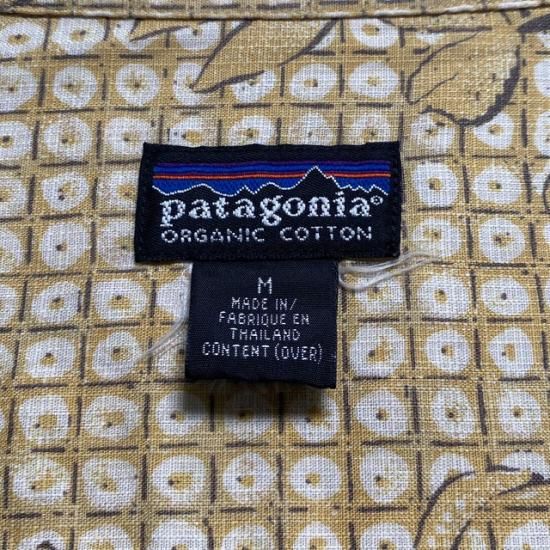 patagonia®
ORGANIC COTTON
M
MADE IN/
FABRIQUE EN
THAILAND
CONTENT (OVER)